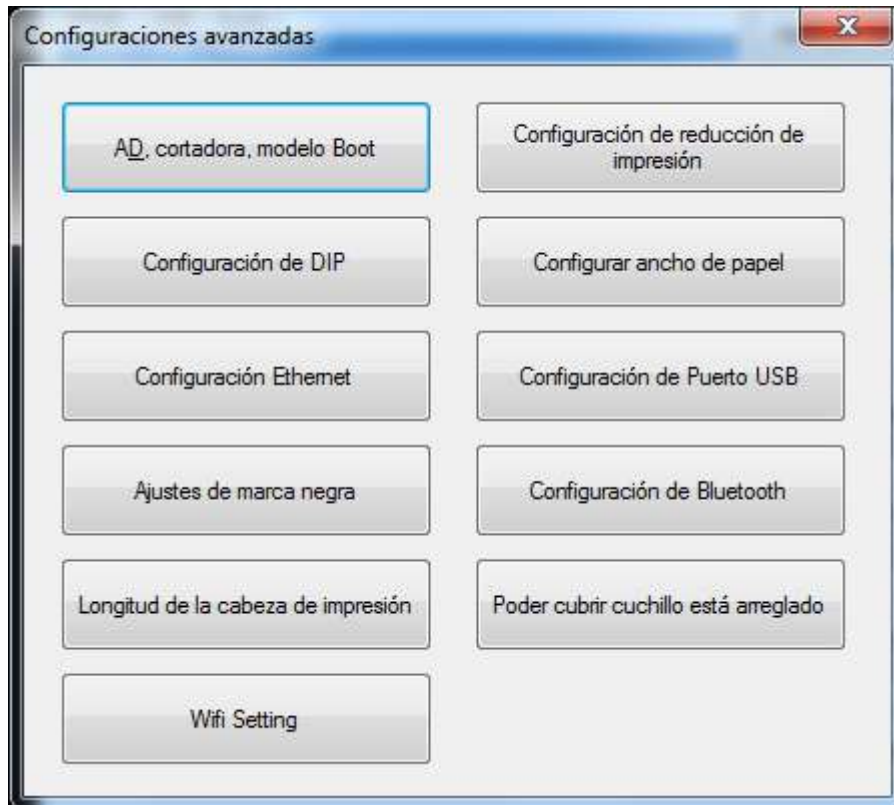 Configuraciones avanzadas
AD, cortadora, modelo Boot
Configuración de reducción de
impresión
Configuración de DIP
Configurar ancho de papel
Configuración Ethernet
Configuración de Puerto USB
Ajustes de marca negra
Configuración de Bluetooth
Longitud de la cabeza de impresión
Poder cubrir cuchillo está arreglado
Wifi Setting